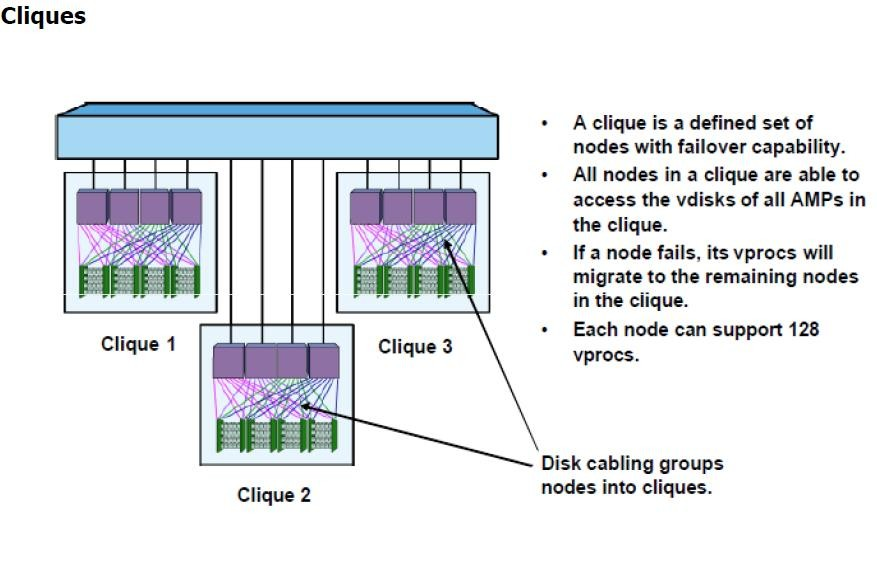 Cliques
• A clique is a defined set of
nodes with failover capability.
• All nodes in a clique are able to
access the vdisks of all AMPs in
the clique.
• If a node fails, its vprocs will
migrate to the remaining nodes
in the clique.
• Each node can support 128
vprocs.
Clique 1
Clique 3
Clique 2
Disk cabling groups
nodes into cliques.